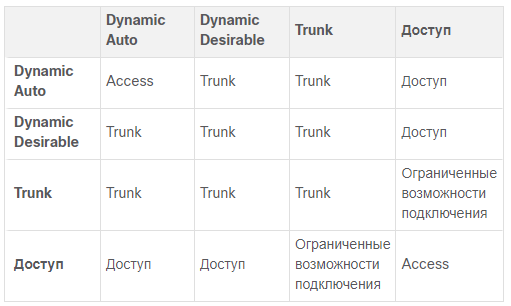 Dynamic Auto Dynamic Desirable Trunk Доступ
Dynamic Auto Access Trunk Trunk Доступ
Dynamic Desirable Trunk Trunk Trunk Доступ
Trunk Trunk Trunk Trunk Ограниченные возможности подключения
Доступ Доступ Доступ Ограниченные возможности подключения Access